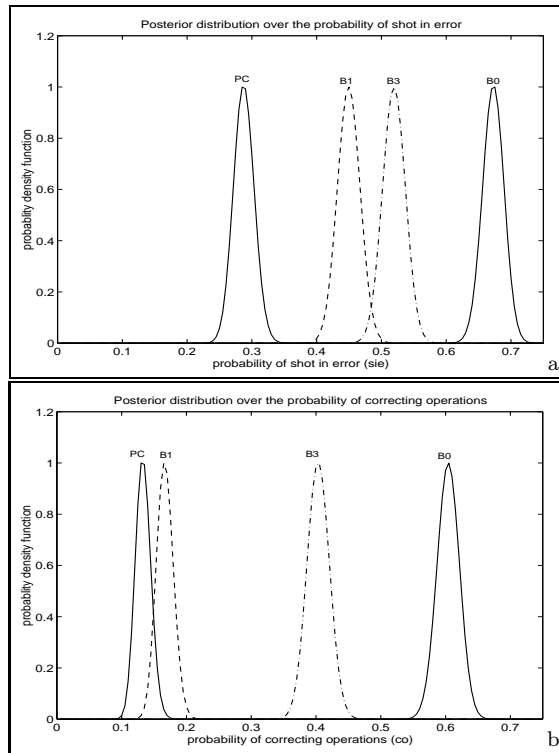 Posterior distribution over the probability of shot in error
1.2
1
0.8
0.6
0.4
0.2
0
probablity density function
PC
B1
B3
B0
0 0.1 0.2 0.3 0.4 0.5 0.6 0.7
probability of shot in error (sie)
a
Posterior distribution over the probability of correcting operations
1.2
1
0.8
0.6
0.4
0.2
0
probablity density function
PC
B1
B3
B0
0 0.1 0.2 0.3 0.4 0.5 0.6 0.7
probability of correcting operations (co)
b